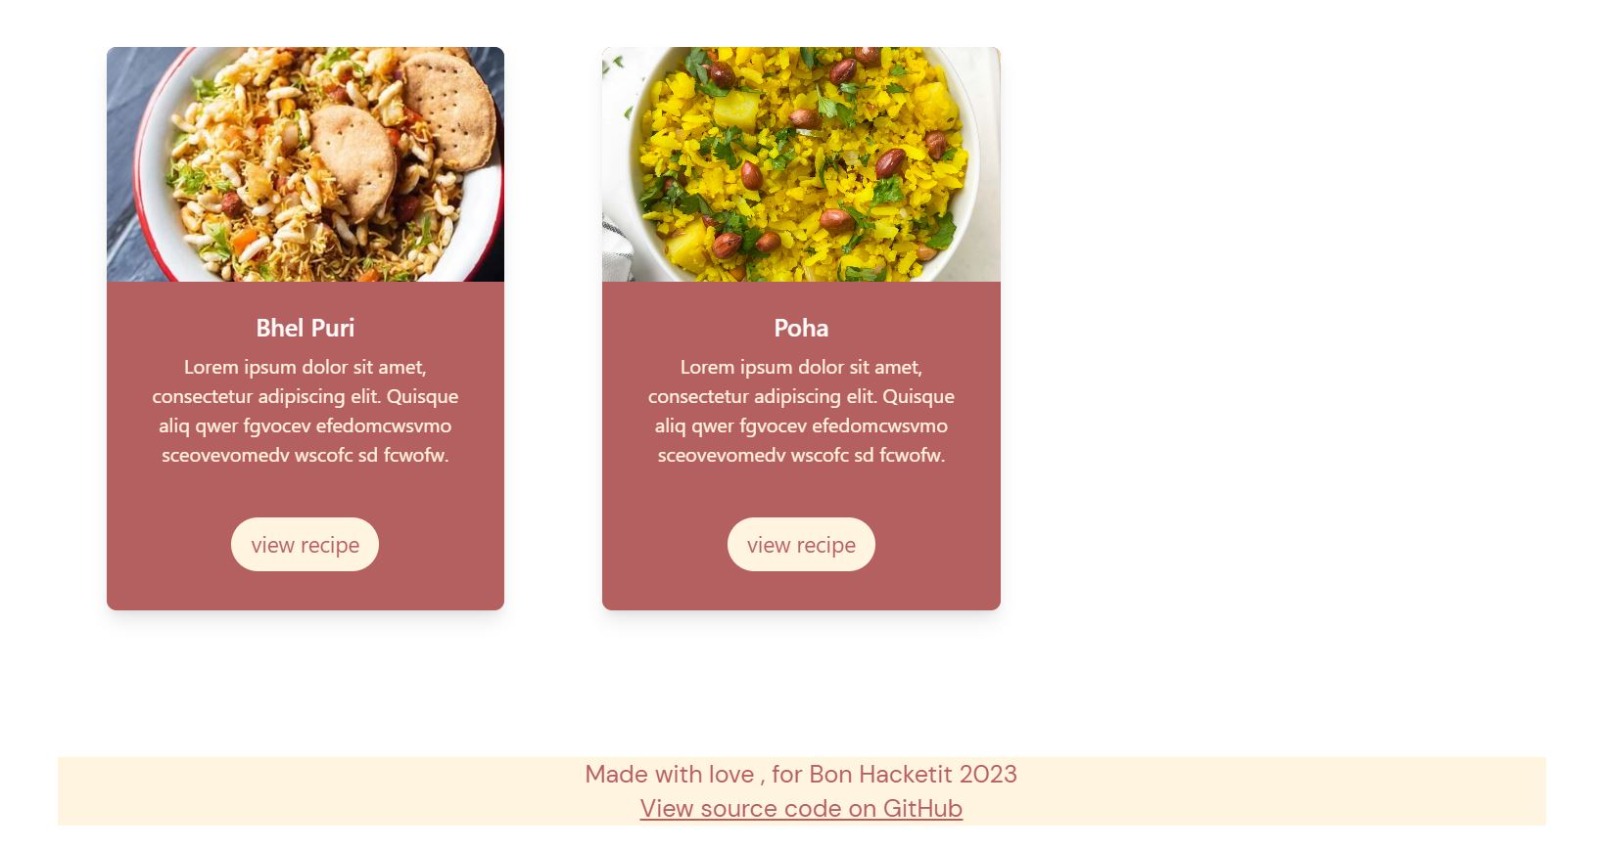 Bhel Puri
Lorem ipsum dolor sit amet,
consectetur adipiscing elit. Quisque
aliq qwer fgvocev efedomcwsvmo
sceovevomedv wscofc sd fcwofw.
view recipe
Poha
Lorem ipsum dolor sit amet,
consectetur adipiscing elit. Quisque
aliq qwer fgvocev efedomcwsvmo
sceovevomedv wscofc sd fcwofw.
view recipe
Made with love , for Bon Hacketit 2023
View source code on GitHub